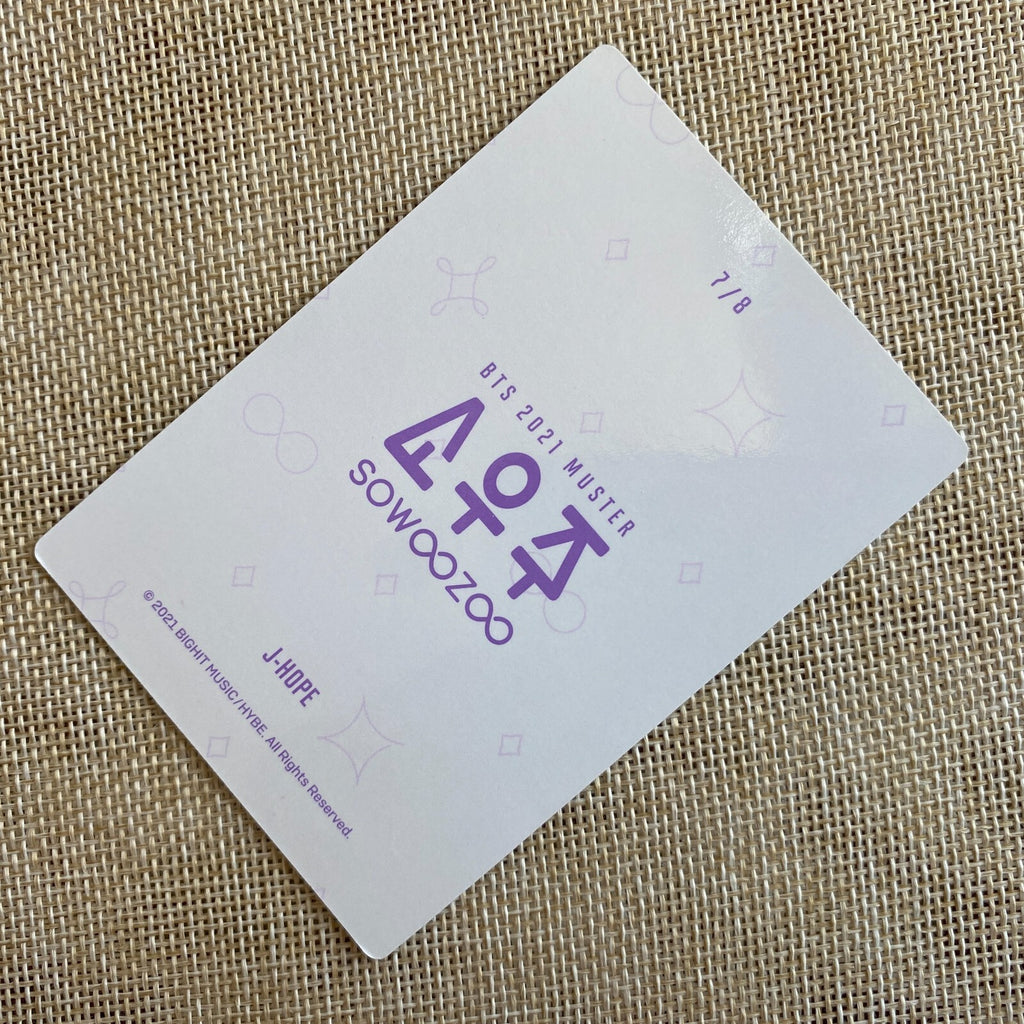 7/8
BTS 2021 MUSTER
소우주
SOWOOZOO
J-HOPE
© 2021 BIGHIT MUSIC/HYBE. All Rights Reserved.